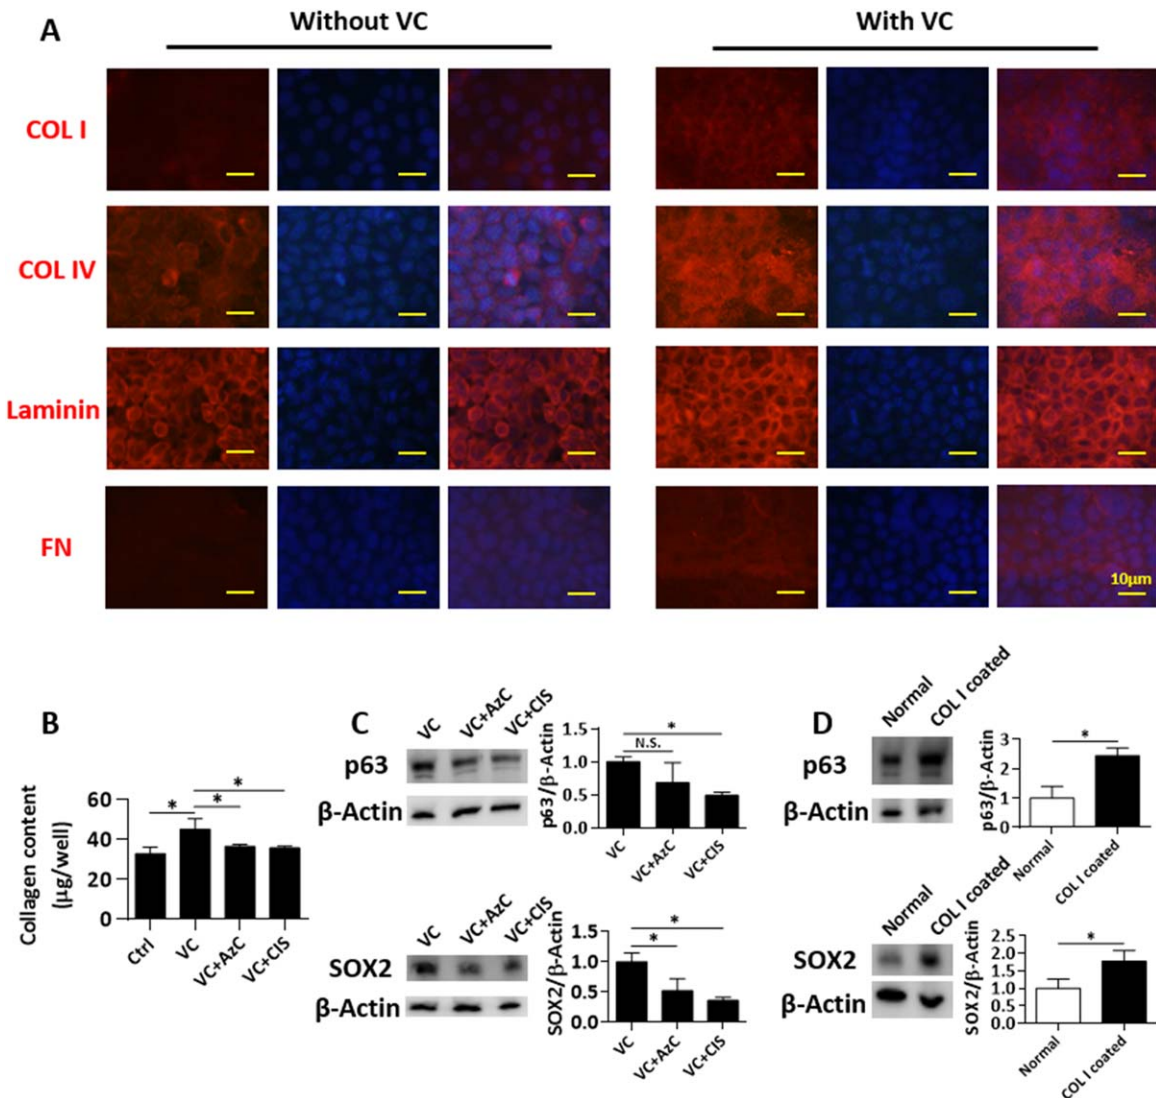 A
Without VC
With VC
COL I
COL IV
Laminin
FN
10μm
B
Collagen content
(μg/well)
60
40
20
0
Ctrl
VC
VC+AzC
VC+CIS
*
*
*
C
VC
VC+AzC
VC+CIS
p63
β-Actin
p63/β-Actin
1.5
1.0
0.5
0.0
*
N.S.
VC
VC+AzC
VC+CIS
VC
VC+AzC
VC+CIS
SOX2
β-Actin
SOX2/β-Actin
1.5
1.0
0.5
0.0
*
*
VC
VC+AzC
VC+CIS
D
Normal
COL I coated
p63
β-Actin
p63/β-Actin
3
2
1
0
*
Normal
COL I coated
Normal
COL I coated
SOX2
β-Actin
SOX2/β-Actin
2.5
2.0
1.5
1.0
0.5
0.0
*
Normal
COL I coated